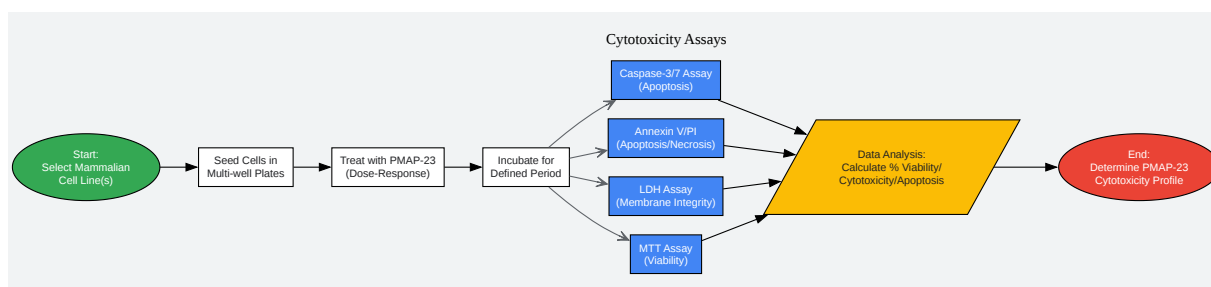 Cytotoxicity Assays
Start:
Select Mammalian
Cell Line(s)
Seed Cells in
Multi-well Plates
Treat with PMAP-23
(Dose-Response)
Incubate for
Defined Period
Caspase-3/7 Assay
(Apoptosis)
Annexin V/PI
(Apoptosis/Necrosis)
LDH Assay
(Membrane Integrity)
MTT Assay
(Viability)
Data Analysis:
Calculate % Viability/
Cytotoxicity/Apoptosis
End:
Determine PMAP-23
Cytotoxicity Profile